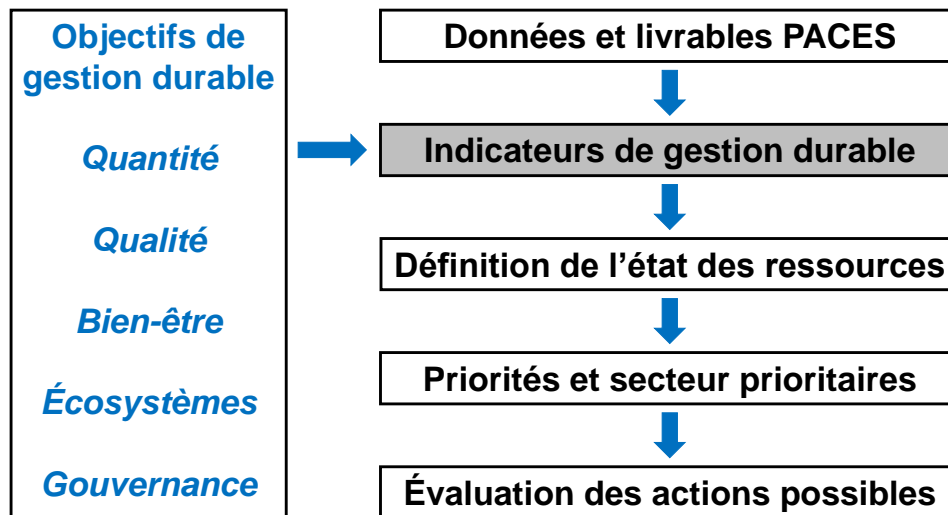 Objectifs de
gestion durable
Quantité
Qualité
Bien-être
Écosystèmes
Gouvernance
Données et livrables PACES
Indicateurs de gestion durable
Définition de l'état des ressources
Priorités et secteur prioritaires
Évaluation des actions possibles